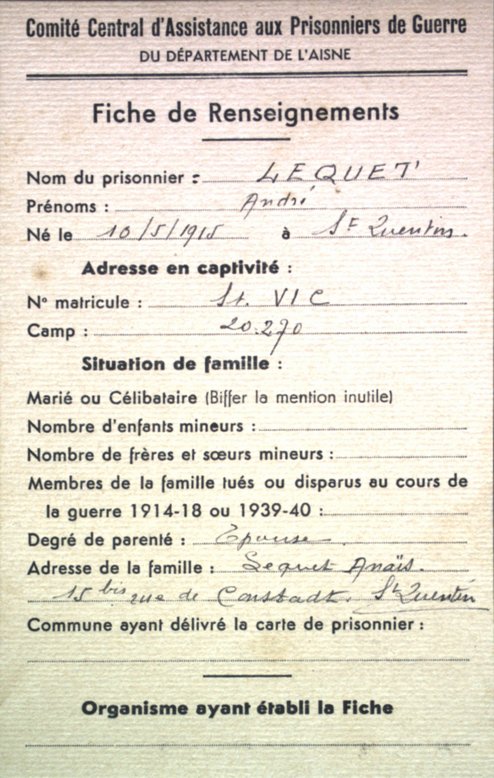 Comité Central d'Assistance aux Prisonniers de Guerre
DU DÉPARTEMENT DE L'AISNE
Fiche de Renseignements
Nom du prisonnier : LEQUET
Prénoms : André
Né le 10/5/1915 à St Quentin.
Adresse en captivité :
N° matricule : St. VI C
Camp : 20.270
Situation de famille :
Marié ou Célibataire (Biffer la mention inutile)
Nombre d'enfants mineurs :
Nombre de frères et sœurs mineurs :
Membres de la famille tués ou disparus au cours de
la guerre 1914-18 ou 1939-40 :
Degré de parenté : Epouse.
Adresse de la famille : Lequet Anaïs.
15 bis rue de Constadt. St Quentin
Commune ayant délivré la carte de prisonnier :
Organisme ayant établi la Fiche